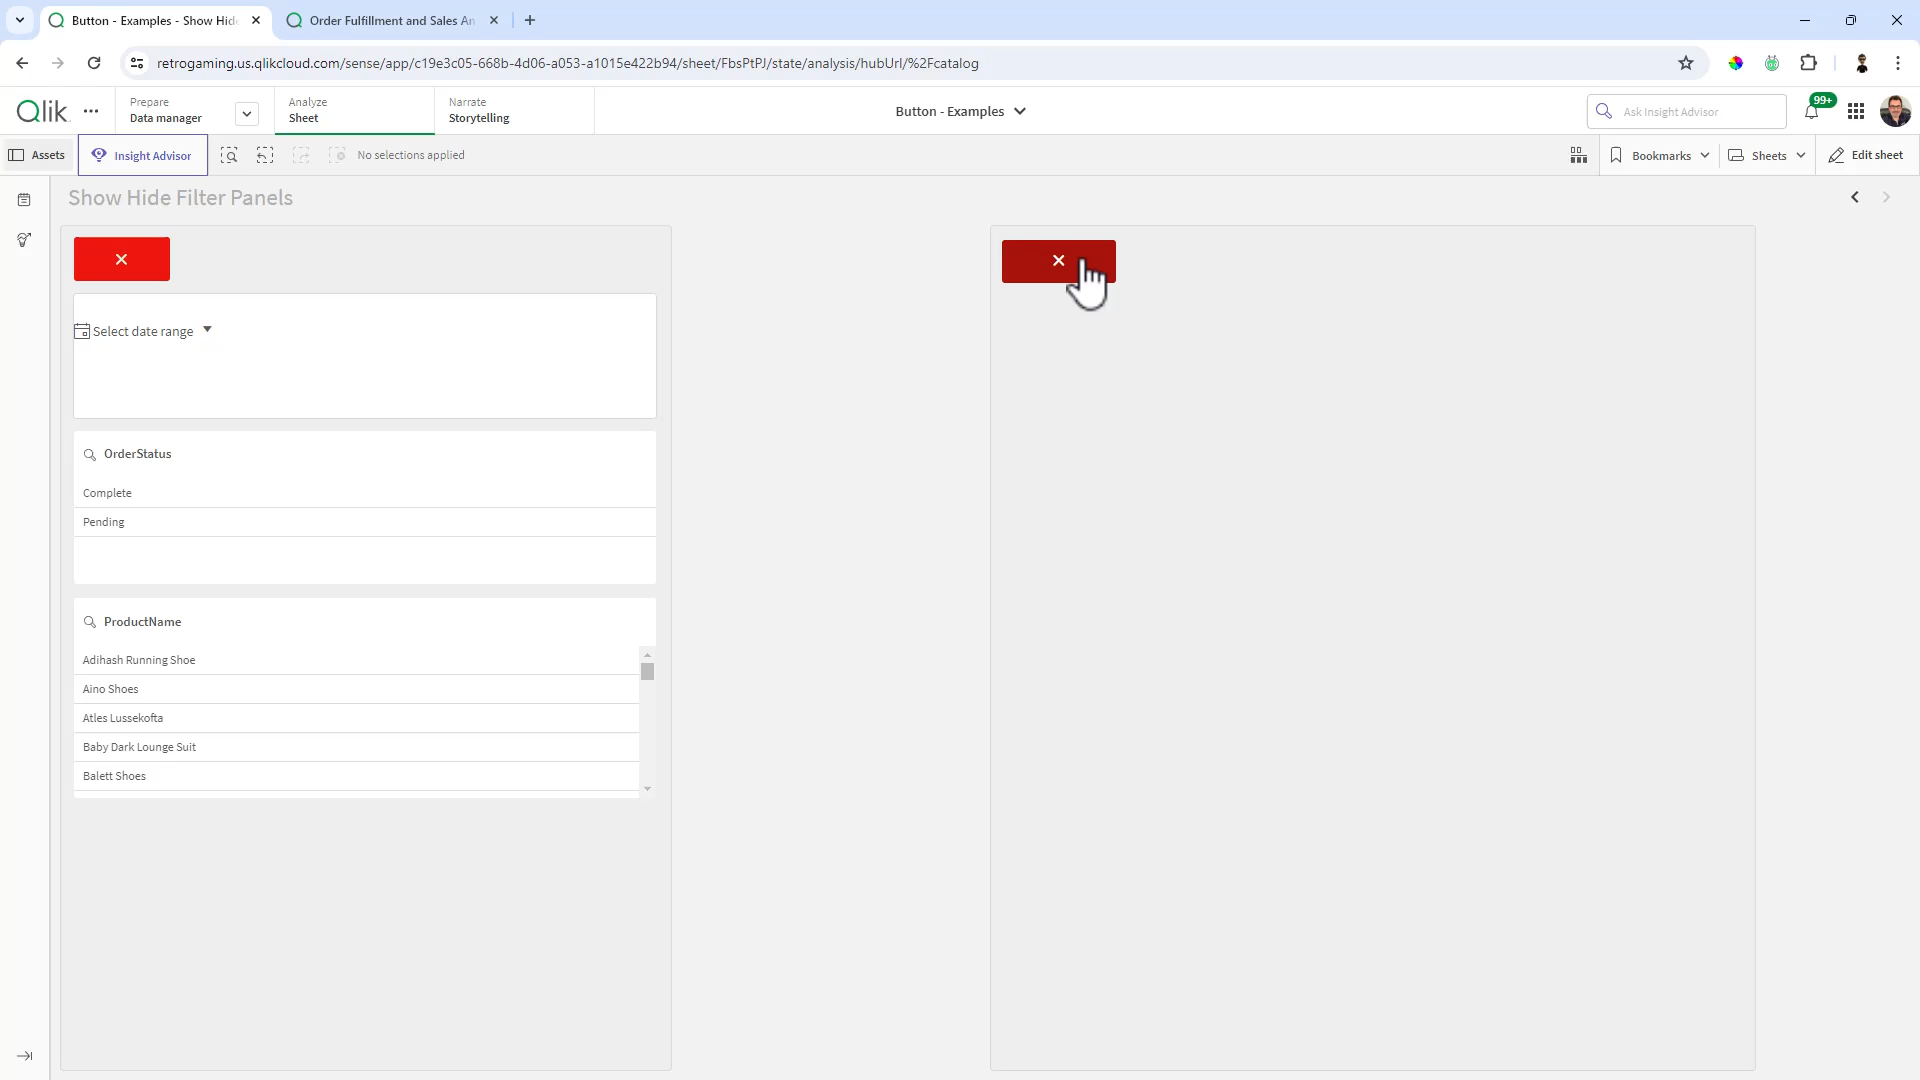 Button - Examples - Show Hid
Order Fulfillment and Sales An
retrogaming.us.qlikcloud.com/sense/app/c19e3c05-668b-4d06-a053-a1015e422b94/sheet/FbsPtPJ/state/analysis/hubUrl/%2Fcatalog
Qlik
Prepare
Data manager
Analyze
Sheet
Narrate
Storytelling
Button - Examples
Ask Insight Advisor
99+
Assets
Insight Advisor
No selections applied
Bookmarks
Sheets
Edit sheet
Show Hide Filter Panels
Select date range
OrderStatus
Complete
Pending
ProductName
Adihash Running Shoe
Aino Shoes
Atles Lussekofta
Baby Dark Lounge Suit
Balett Shoes